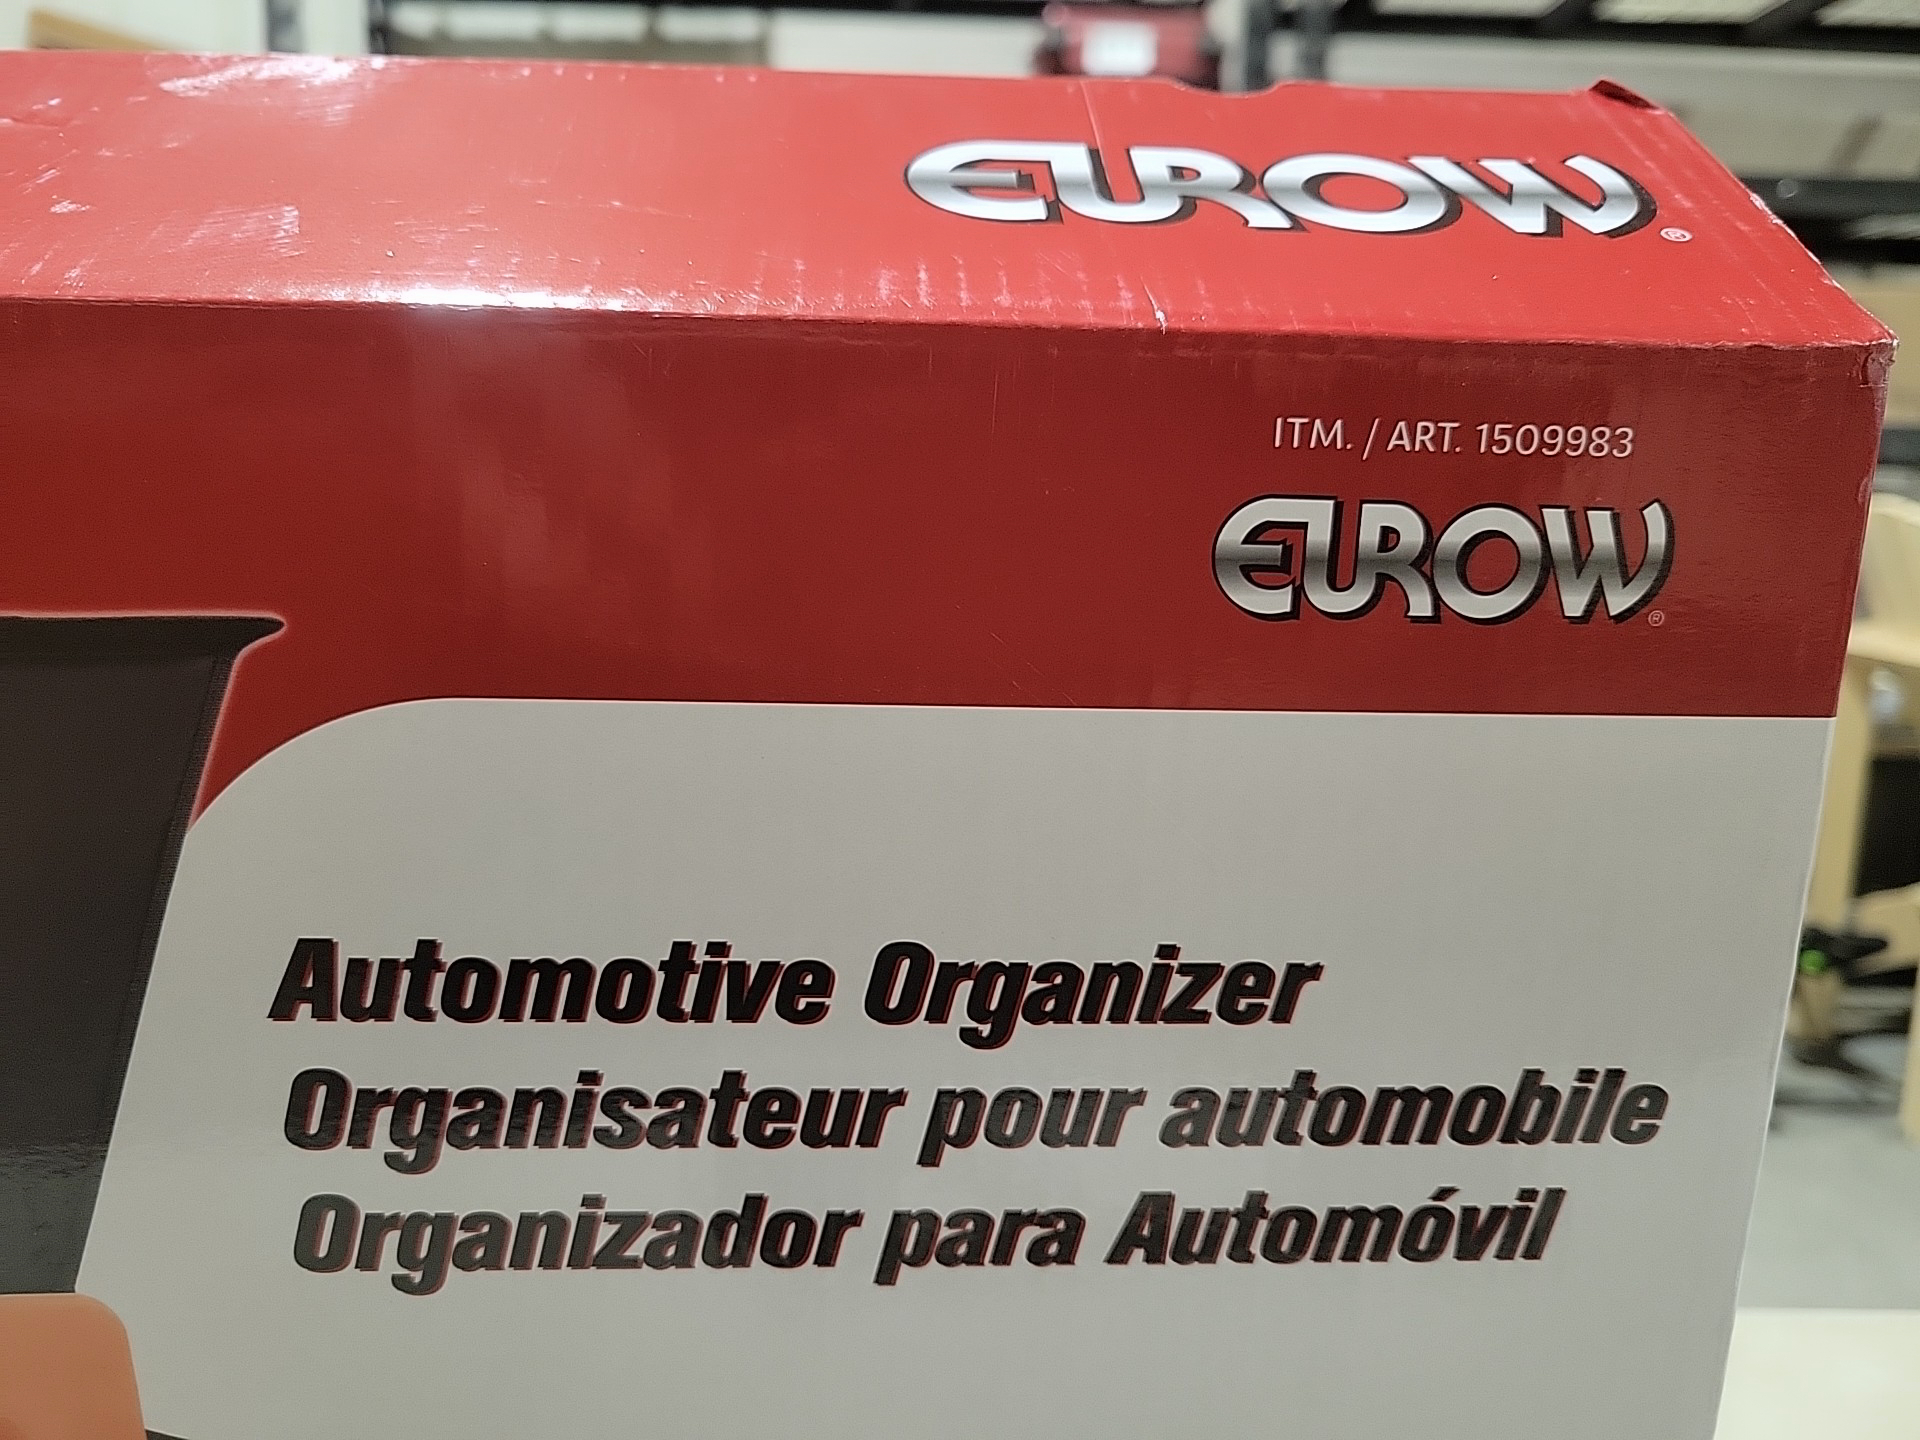 EUROW®
ITM. / ART. 1509983
EUROW®
Automotive Organizer
Organisateur pour automobile
Organizador para Automóvil